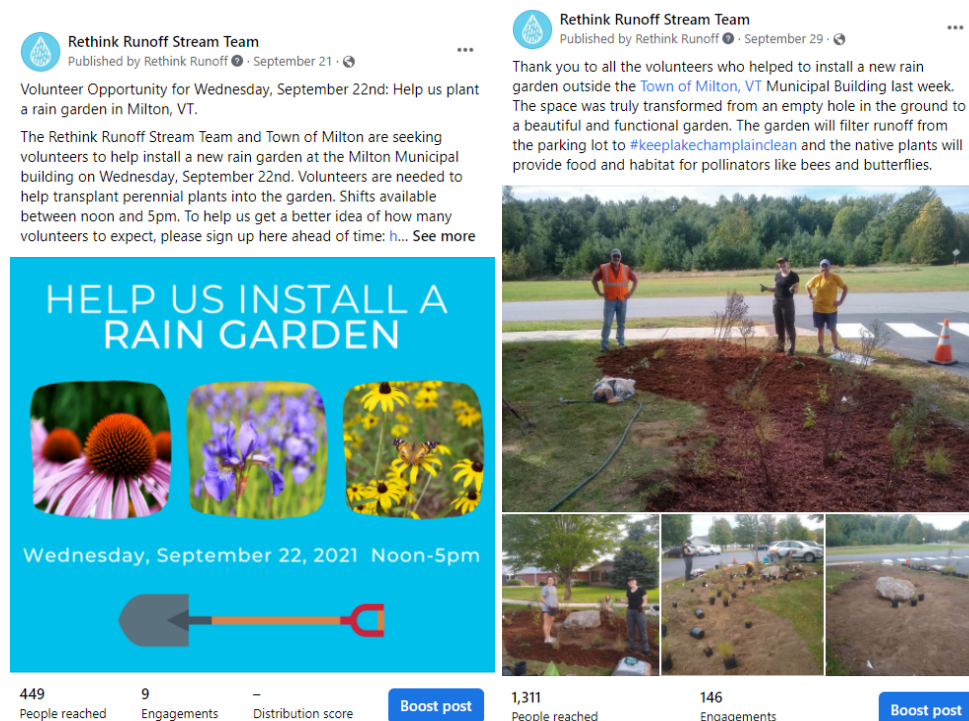 Rethink Runoff Stream Team
Published by Rethink Runoff · September 21 ·
Volunteer Opportunity for Wednesday, September 22nd: Help us plant
a rain garden in Milton, VT.
The Rethink Runoff Stream Team and Town of Milton are seeking
volunteers to help install a new rain garden at the Milton Municipal
building on Wednesday, September 22nd. Volunteers are needed to
help transplant perennial plants into the garden. Shifts available
between noon and 5pm. To help us get a better idea of how many
volunteers to expect, please sign up here ahead of time: h... See more
HELP US INSTALL A
RAIN GARDEN
Wednesday, September 22, 2021 Noon-5pm
449
People reached
9
Engagements
–
Distribution score
Boost post
Rethink Runoff Stream Team
Published by Rethink Runoff · September 29 ·
Thank you to all the volunteers who helped to install a new rain
garden outside the Town of Milton, VT Municipal Building last week.
The space was truly transformed from an empty hole in the ground to
a beautiful and functional garden. The garden will filter runoff from
the parking lot to #keeplakechamplainclean and the native plants will
provide food and habitat for pollinators like bees and butterflies.
1,311
People reached
146
Engagements
Boost post